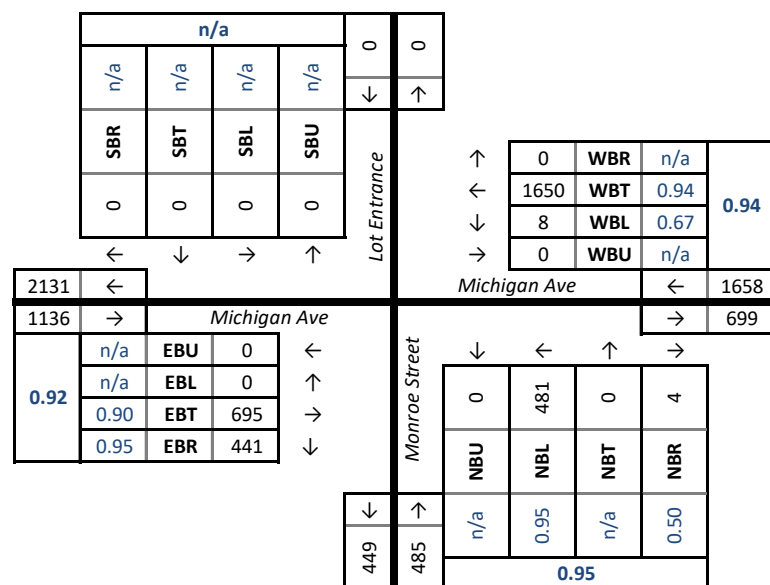 n/a
0 0
n/a n/a n/a n/a
↓ ↑
SBR SBT SBL SBU
0 0 0 0
Lot Entrance
← ↓ → ↑
↑ 0 WBR n/a
← 1650 WBT 0.94
↓ 8 WBL 0.67
→ 0 WBU n/a
0.94
2131 ←
Michigan Ave
← 1658
1136 →
Michigan Ave
→ 699
0.92
n/a EBU 0 ←
n/a EBL 0 ↑
0.90 EBT 695 →
0.95 EBR 441 ↓
Monroe Street
↓ ← ↑ →
0 481 0 4
NBU NBL NBT NBR
n/a 0.95 n/a 0.50
↓ ↑
449 485
0.95